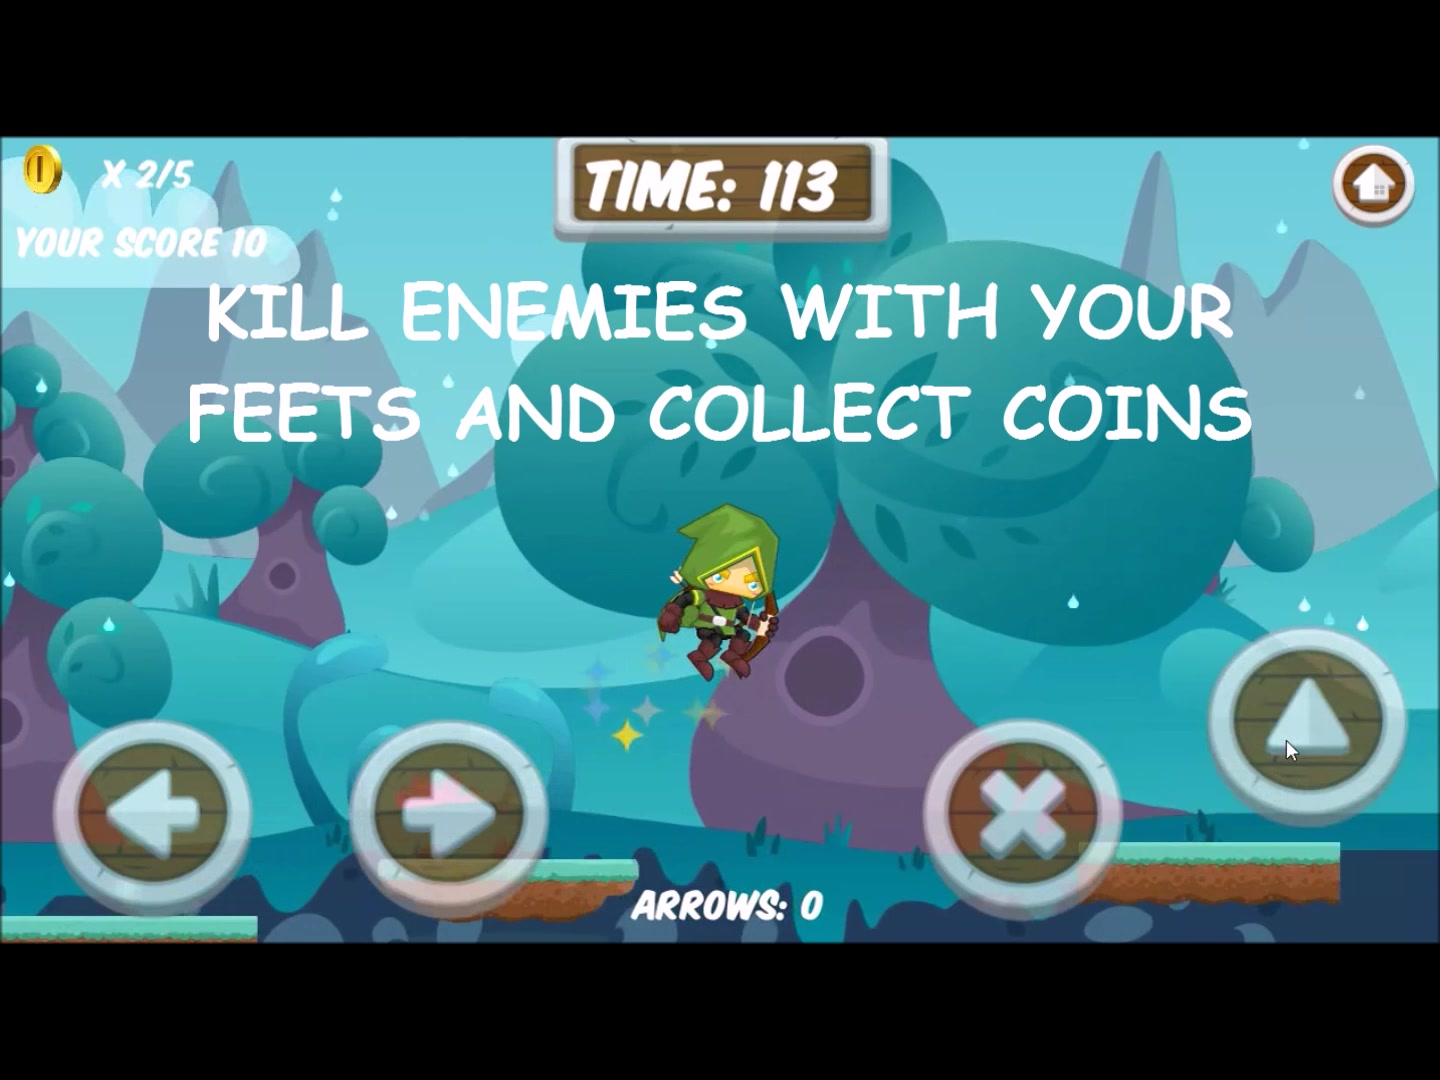 X 2/5
TIME: 113
YOUR SCORE 10
KILL ENEMIES WITH YOUR
FEETS AND COLLECT COINS
ARROWS: 0